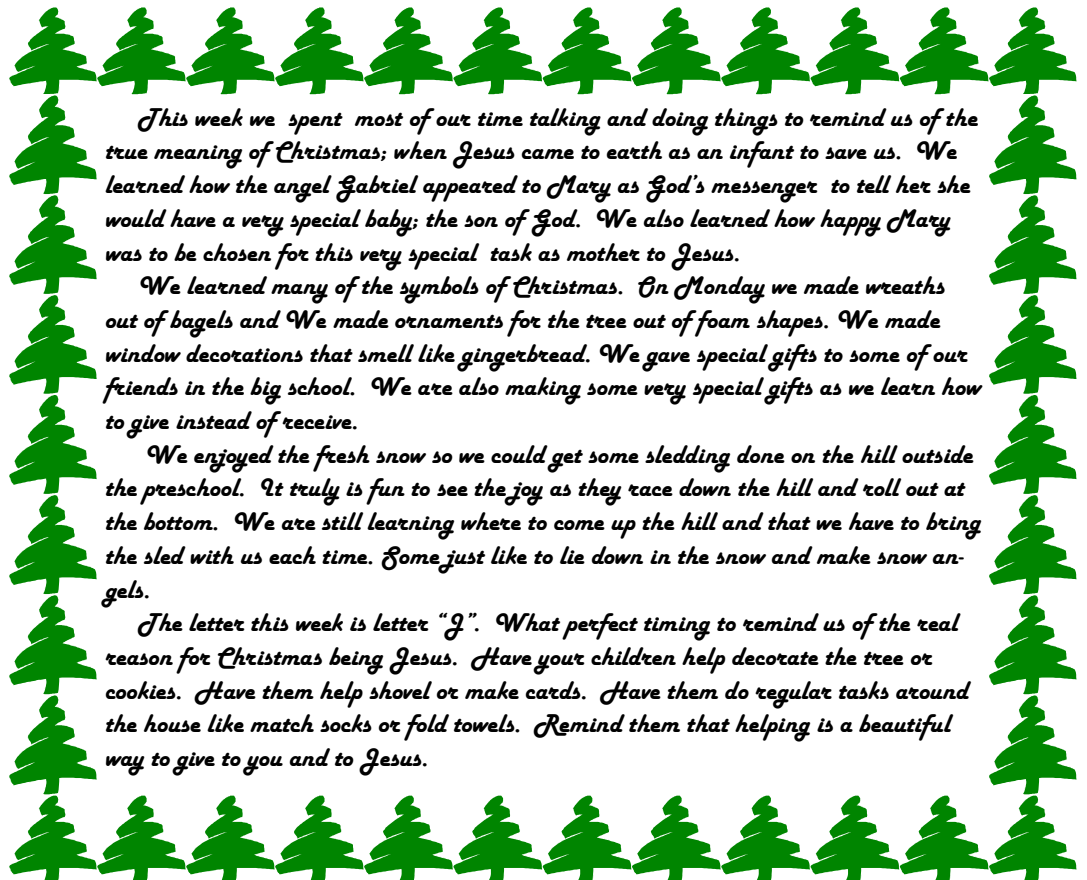 This week we spent most of our time talking and doing things to remind us of the
true meaning of Christmas; when Jesus came to earth as an infant to save us. We
learned how the angel Gabriel appeared to Mary as God's messenger to tell her she
would have a very special baby; the son of God. We also learned how happy Mary
was to be chosen for this very special task as mother to Jesus.
We learned many of the symbols of Christmas. On Monday we made wreaths
out of bagels and We made ornaments for the tree out of foam shapes. We made
window decorations that smell like gingerbread. We gave special gifts to some of our
friends in the big school. We are also making some very special gifts as we learn how
to give instead of receive.
We enjoyed the fresh snow so we could get some sledding done on the hill outside
the preschool. It truly is fun to see the joy as they race down the hill and roll out at
the bottom. We are still learning where to come up the hill and that we have to bring
the sled with us each time. Some just like to lie down in the snow and make snow an-
gels.
The letter this week is letter “J”. What perfect timing to remind us of the real
reason for Christmas being Jesus. Have your children help decorate the tree or
cookies. Have them help shovel or make cards. Have them do regular tasks around
the house like match socks or fold towels. Remind them that helping is a beautiful
way to give to you and to Jesus.